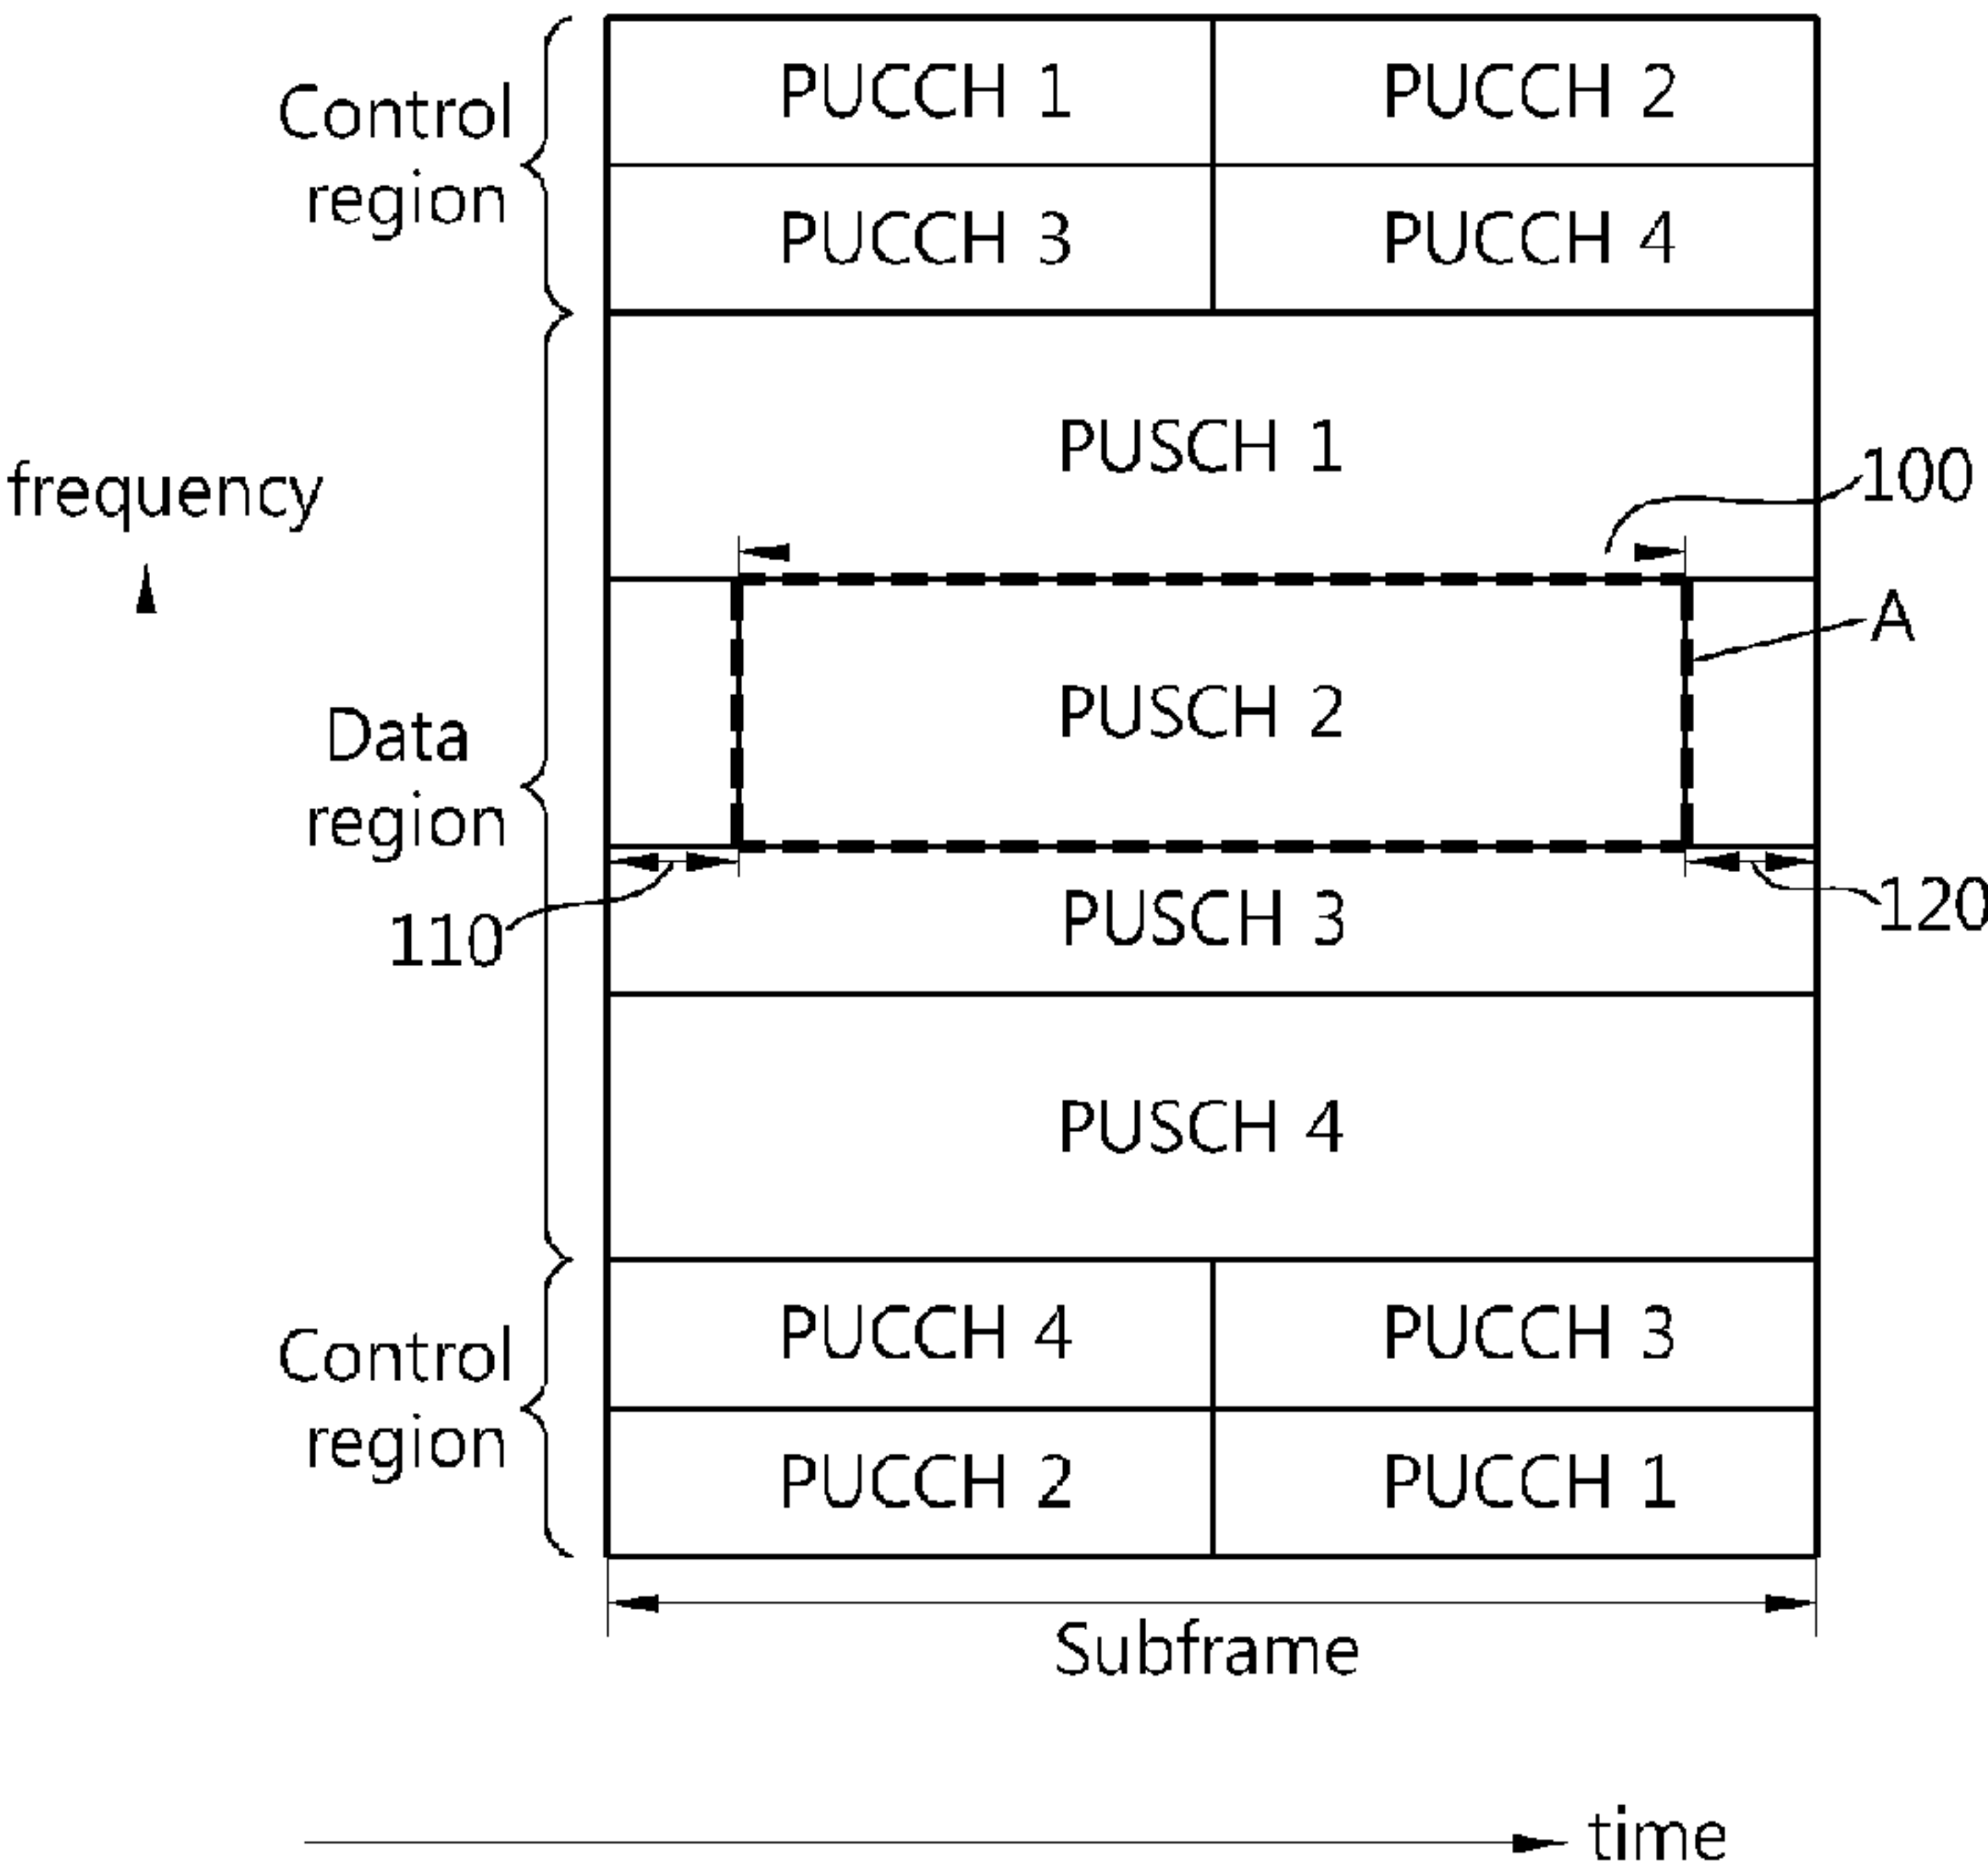 Control
region
PUCCH 1
PUCCH 2
PUCCH 3
PUCCH 4
frequency
Data
region
PUSCH 1
100
A
PUSCH 2
110
PUSCH 3
120
PUSCH 4
Control
region
PUCCH 4
PUCCH 3
PUCCH 2
PUCCH 1
Subframe
time